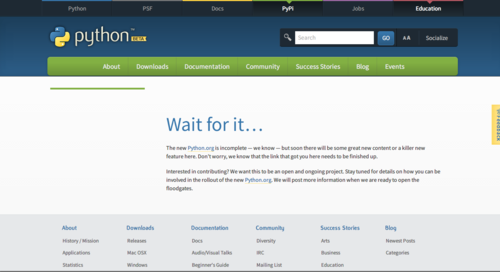 Python PSF Docs PyPI Jobs Education
python BETA Search GO AA Socialize
About Downloads Documentation Community Success Stories Blog Events
Wait for it…
The new Python.org is incomplete — we know — but soon there will be some great new content or a killer new
feature here. Don't worry, we know that the link that got you here needs to be finished up.
Interested in contributing? We want this to be an open and ongoing project. Stay tuned for details on how you can be
involved in the rollout of the new Python.org. We will post more information when we are ready to open the
floodgates.
About Downloads Documentation Community Success Stories Blog
History / Mission Releases Docs Diversity Arts Newest Posts
Applications Mac OSX Audio/Visual Talks IRC Business Categories
Statistics Windows Beginner's Guide Mailing List Education